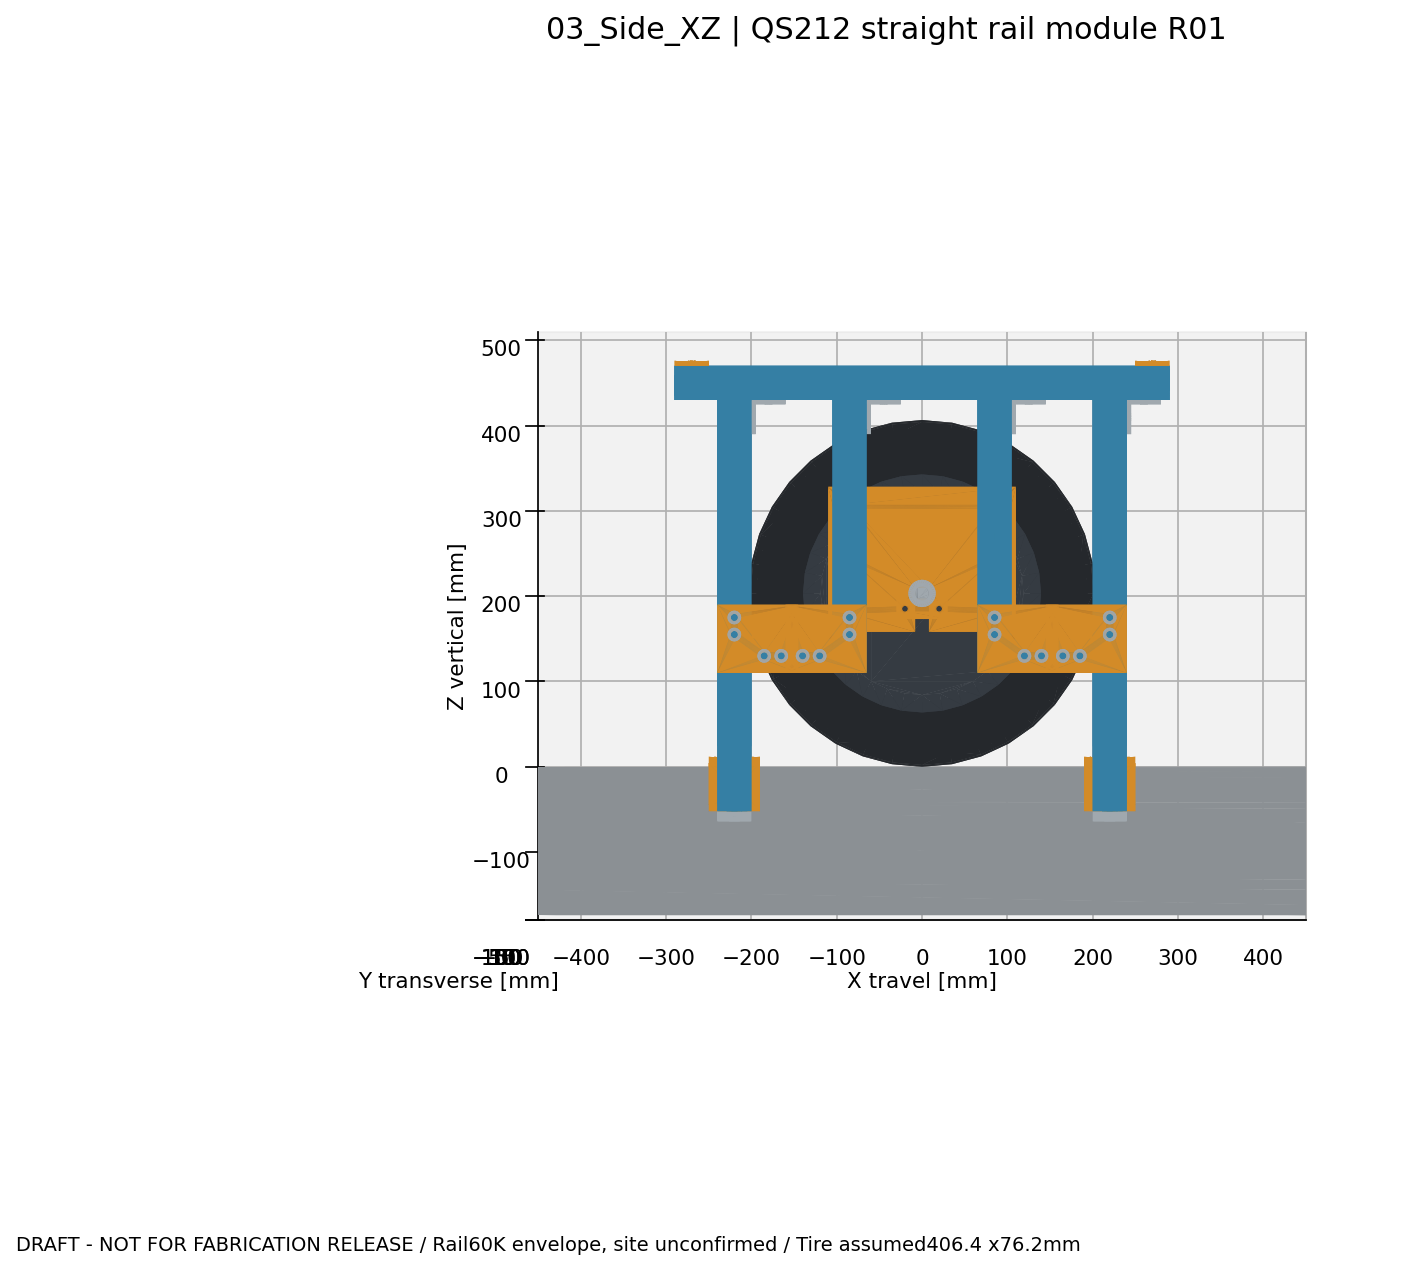 03_Side_XZ | QS212 straight rail module R01
500
400
300
200
100
0
−100
Z vertical [mm]
−400 −300 −200 −100 0 100 200 300 400
Y transverse [mm]
X travel [mm]
DRAFT - NOT FOR FABRICATION RELEASE / Rail60K envelope, site unconfirmed / Tire assumed406.4 x76.2mm